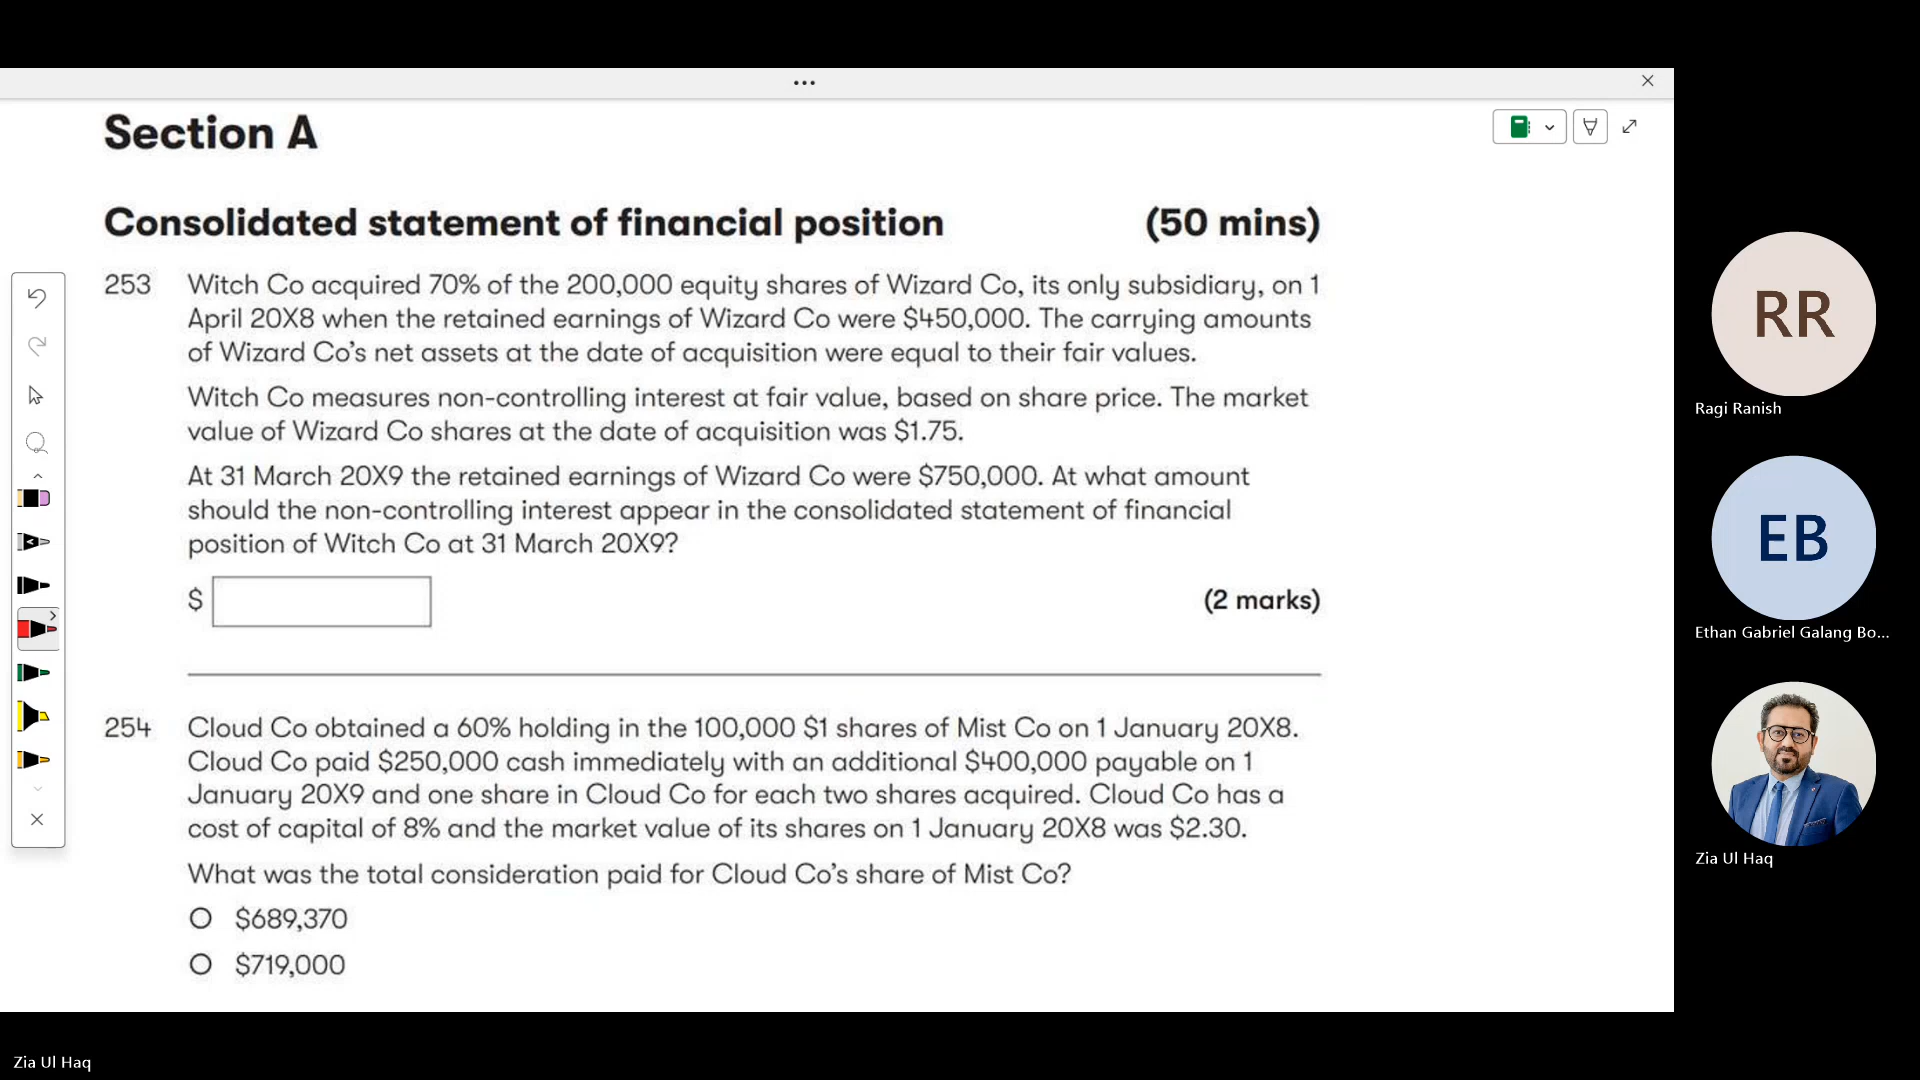 Section A
Consolidated statement of financial position (50 mins)
253 Witch Co acquired 70% of the 200,000 equity shares of Wizard Co, its only subsidiary, on 1
April 20X8 when the retained earnings of Wizard Co were $450,000. The carrying amounts
of Wizard Co's net assets at the date of acquisition were equal to their fair values.
Witch Co measures non-controlling interest at fair value, based on share price. The market
value of Wizard Co shares at the date of acquisition was $1.75.
At 31 March 20X9 the retained earnings of Wizard Co were $750,000. At what amount
should the non-controlling interest appear in the consolidated statement of financial
position of Witch Co at 31 March 20X9?
$ (2 marks)
254 Cloud Co obtained a 60% holding in the 100,000 $1 shares of Mist Co on 1 January 20X8.
Cloud Co paid $250,000 cash immediately with an additional $400,000 payable on 1
January 20X9 and one share in Cloud Co for each two shares acquired. Cloud Co has a
cost of capital of 8% and the market value of its shares on 1 January 20X8 was $2.30.
What was the total consideration paid for Cloud Co's share of Mist Co?
$689,370
$719,000
RR
Ragi Ranish
EB
Ethan Gabriel Galang Bo...
Zia Ul Haq
Zia Ul Haq